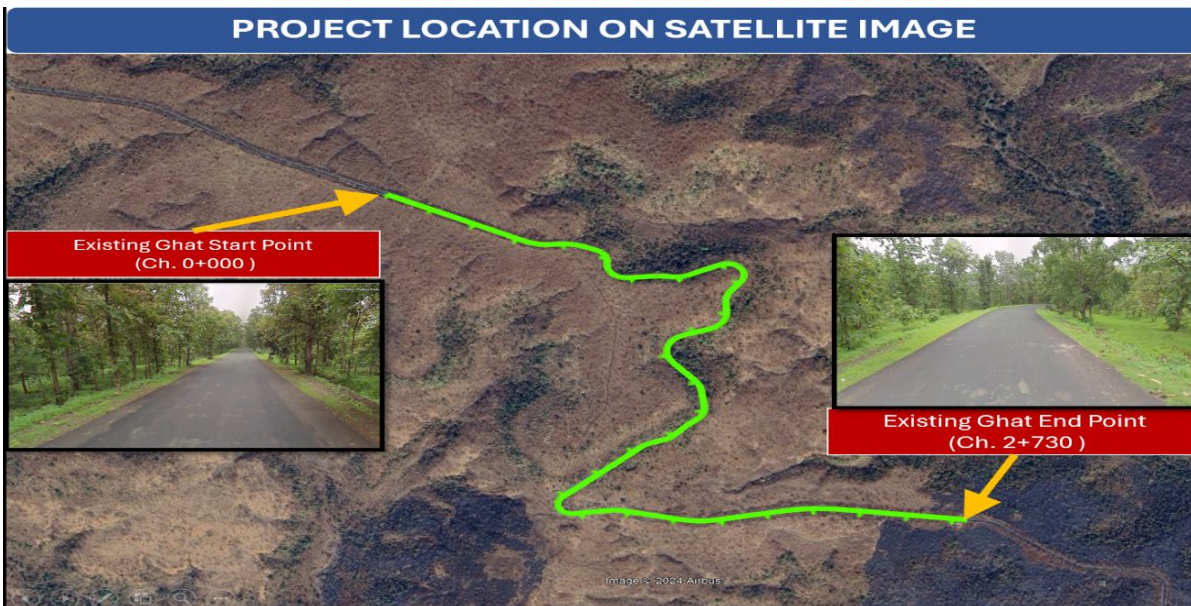 PROJECT LOCATION ON SATELLITE IMAGE
Existing Ghat Start Point
(Ch. 0+000 )
Existing Ghat End Point
(Ch. 2+730 )
Image © 2024 Airbus